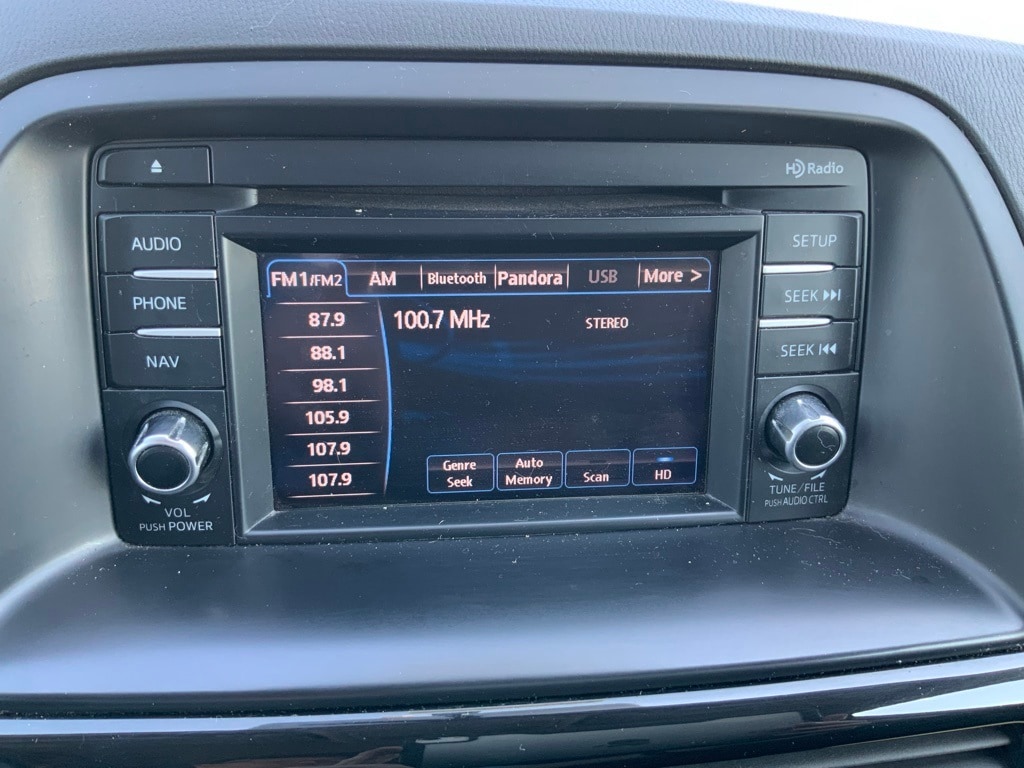 HD Radio
AUDIO
PHONE
NAV
VOL
PUSH POWER
FM1/FM2 AM Bluetooth Pandora USB More >
87.9
88.1
98.1
105.9
107.9
107.9
100.7 MHz STEREO
Genre Seek
Auto Memory
Scan
HD
SETUP
SEEK
SEEK
TUNE/FILE
PUSH AUDIO CTRL